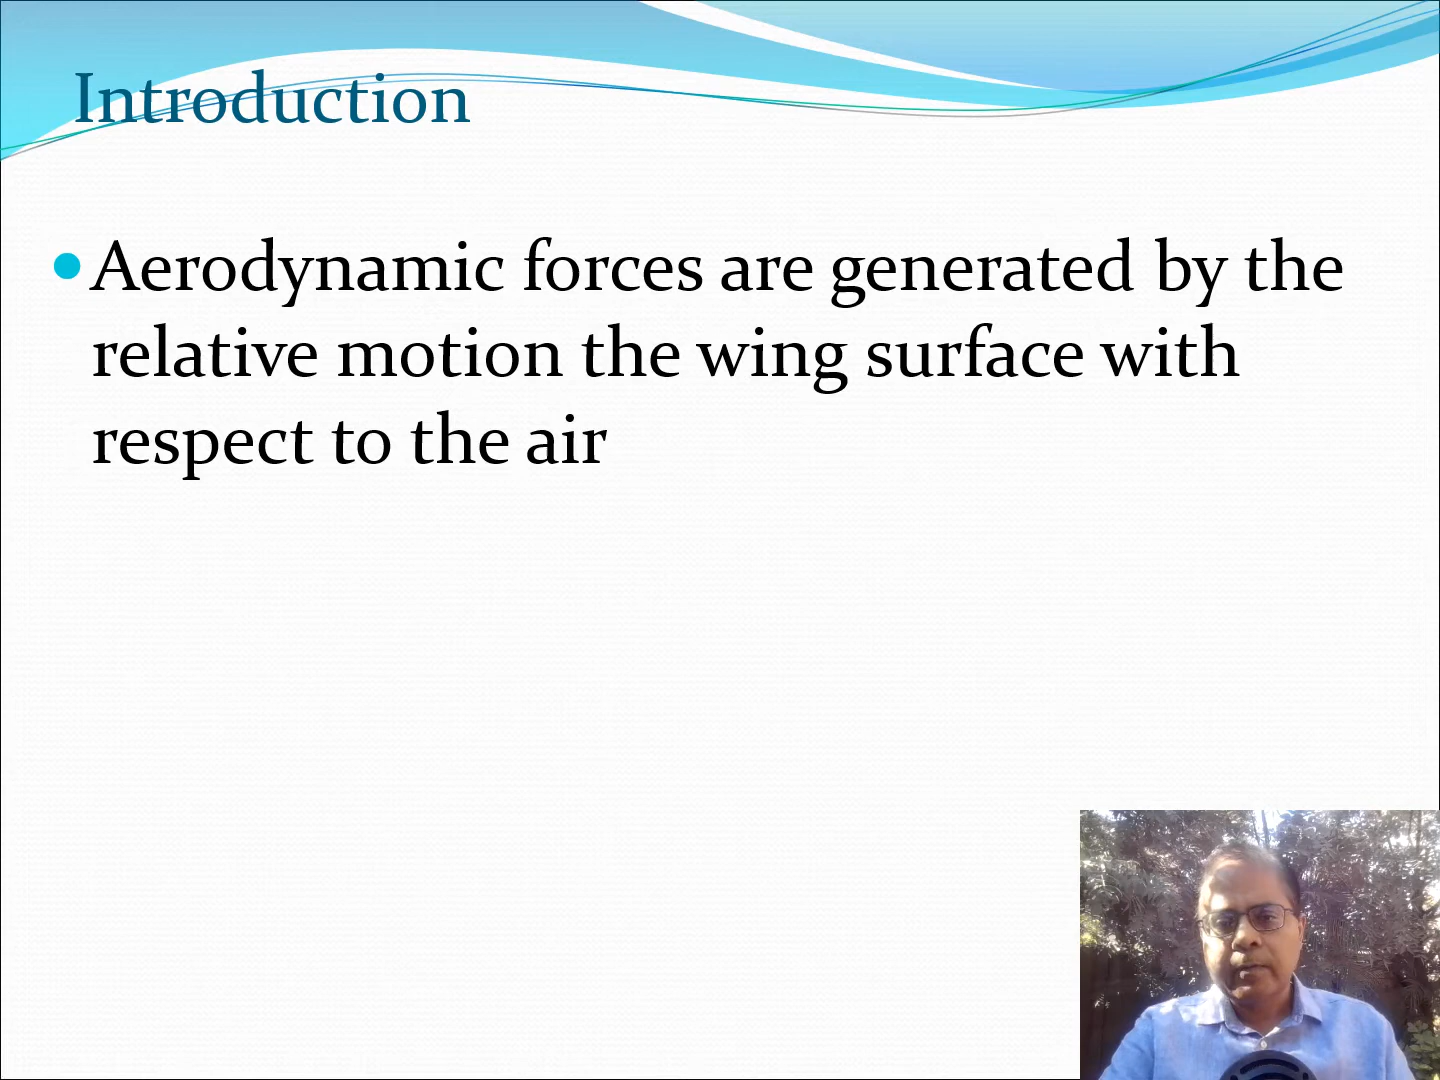 Introduction
Aerodynamic forces are generated by the
relative motion the wing surface with
respect to the air